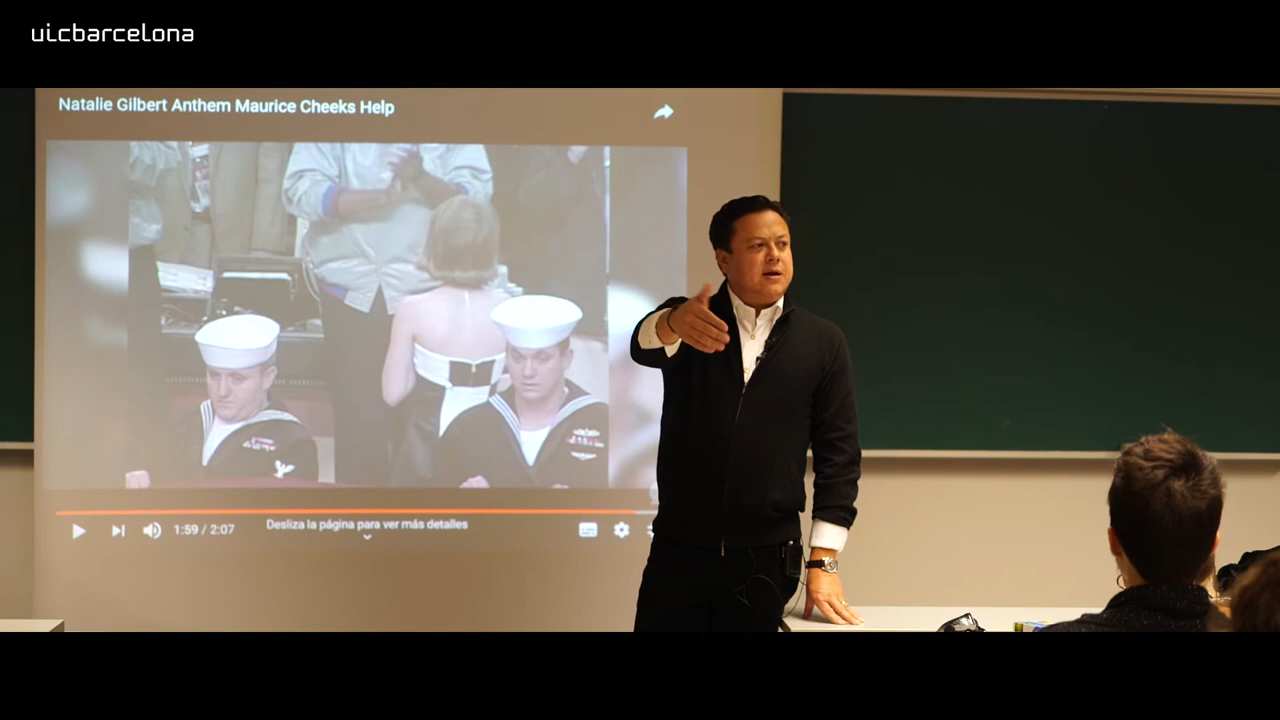 uicbarcelona
Natalie Gilbert Anthem Maurice Cheeks Help
1:59 / 2:07
Desliza la página para ver más detalles